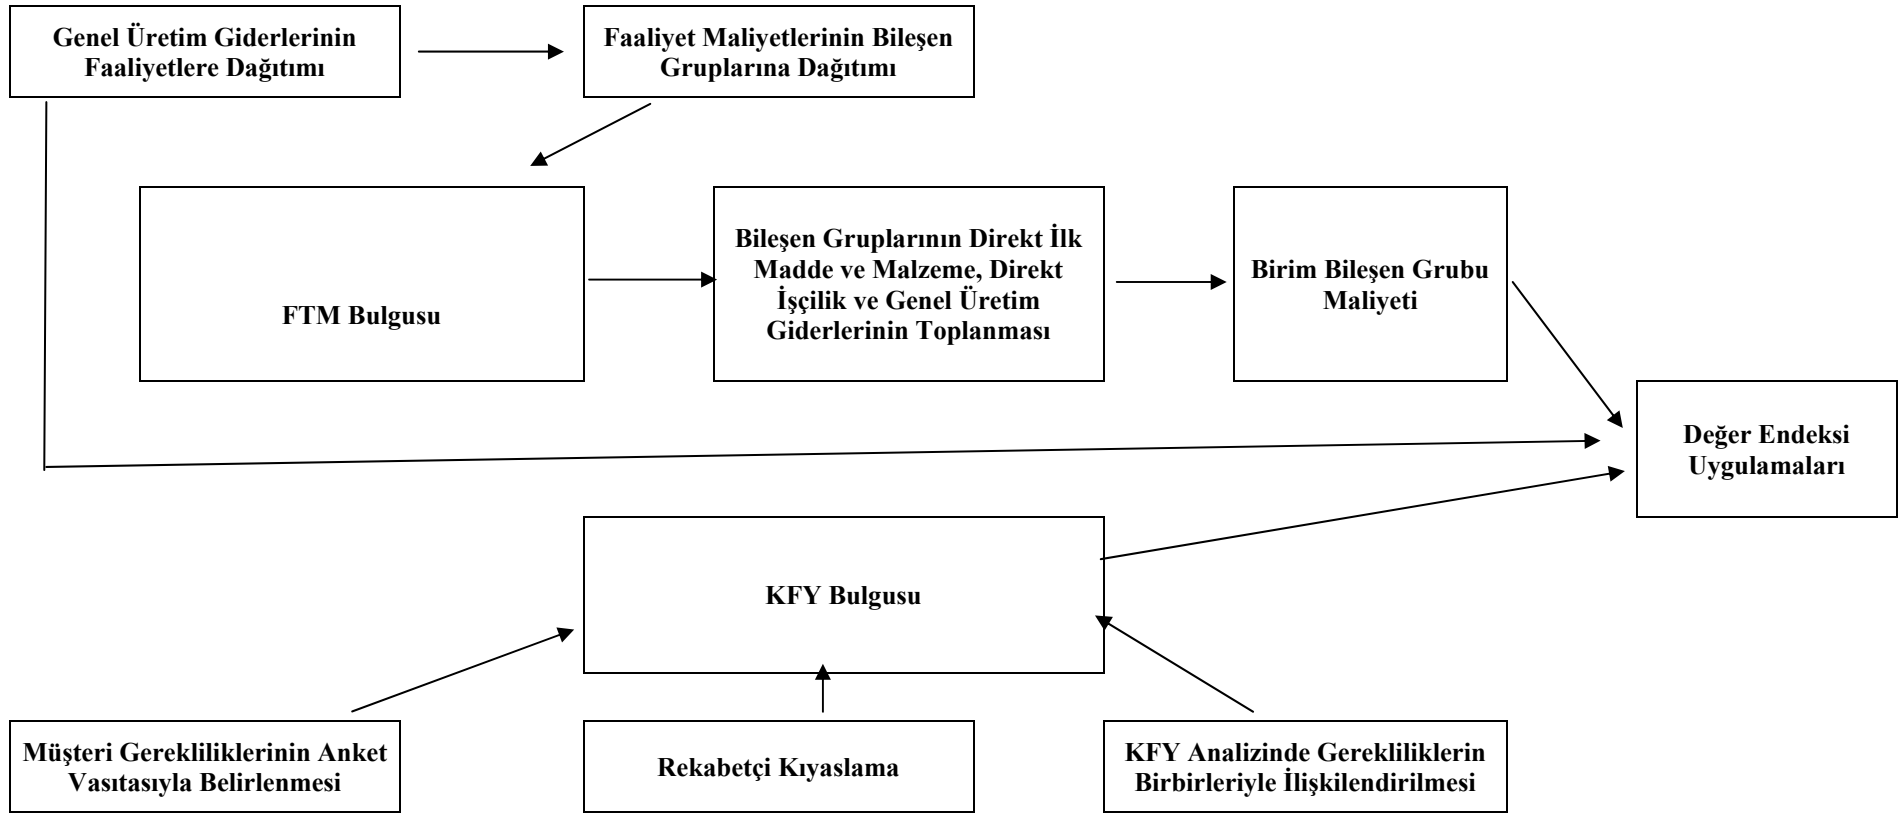 Genel Üretim Giderlerinin
Faaliyetlere Dağıtımı
Faaliyet Maliyetlerinin Bileşen
Gruplarına Dağıtımı
FTM Bulgusu
Bileşen Gruplarının Direkt İlk
Madde ve Malzeme, Direkt
İşçilik ve Genel Üretim
Giderlerinin Toplanması
Birim Bileşen Grubu
Maliyeti
Değer Endeksi
Uygulamaları
KFY Bulgusu
Müşteri Gerekliliklerinin Anket
Vasıtasıyla Belirlenmesi
Rekabetçi Kıyaslama
KFY Analizinde Gerekliliklerin
Birbirleriyle İlişkilendirilmesi